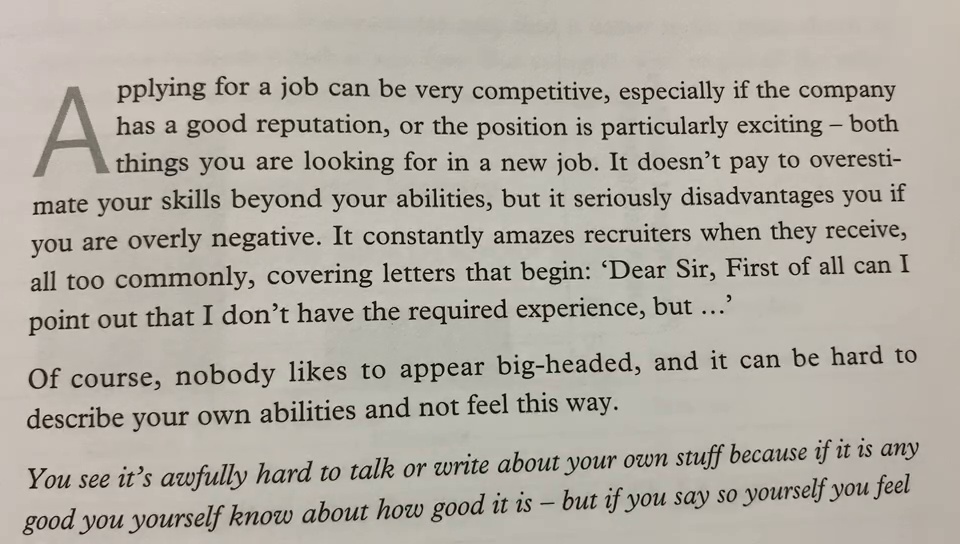 Applying for a job can be very competitive, especially if the company
has a good reputation, or the position is particularly exciting – both
things you are looking for in a new job. It doesn’t pay to overesti-
mate your skills beyond your abilities, but it seriously disadvantages you if
you are overly negative. It constantly amazes recruiters when they receive,
all too commonly, covering letters that begin: ‘Dear Sir, First of all can I
point out that I don’t have the required experience, but …’
Of course, nobody likes to appear big-headed, and it can be hard to
describe your own abilities and not feel this way.
You see it’s awfully hard to talk or write about your own stuff because if it is any
good you yourself know about how good it is – but if you say so yourself you feel